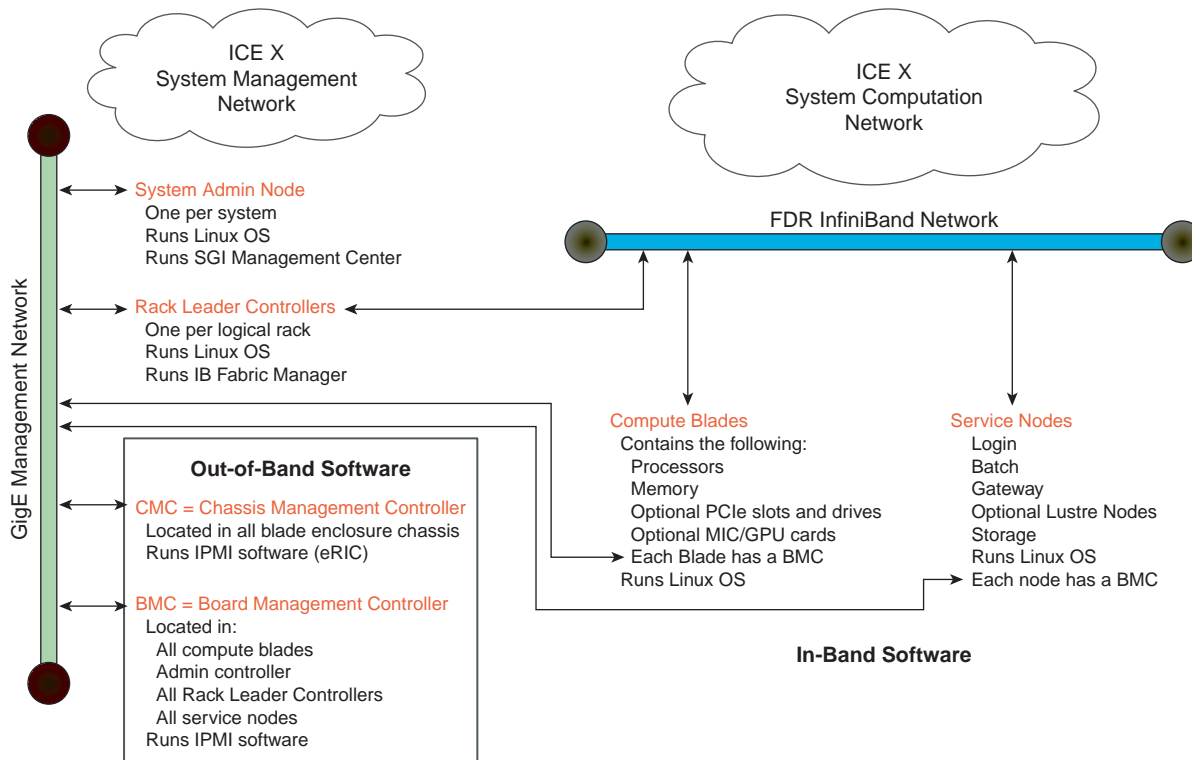 ICE X
System Management
Network
ICE X
System Computation
Network
GigE Management Network
System Admin Node
One per system
Runs Linux OS
Runs SGI Management Center
FDR InfiniBand Network
Rack Leader Controllers
One per logical rack
Runs Linux OS
Runs IB Fabric Manager
Out-of-Band Software
CMC = Chassis Management Controller
Located in all blade enclosure chassis
Runs IPMI software (eRIC)
BMC = Board Management Controller
Located in:
All compute blades
Admin controller
All Rack Leader Controllers
All service nodes
Runs IPMI software
Compute Blades
Contains the following:
Processors
Memory
Optional PCIe slots and drives
Optional MIC/GPU cards
Each Blade has a BMC
Runs Linux OS
Service Nodes
Login
Batch
Gateway
Optional Lustre Nodes
Storage
Runs Linux OS
Each node has a BMC
In-Band Software